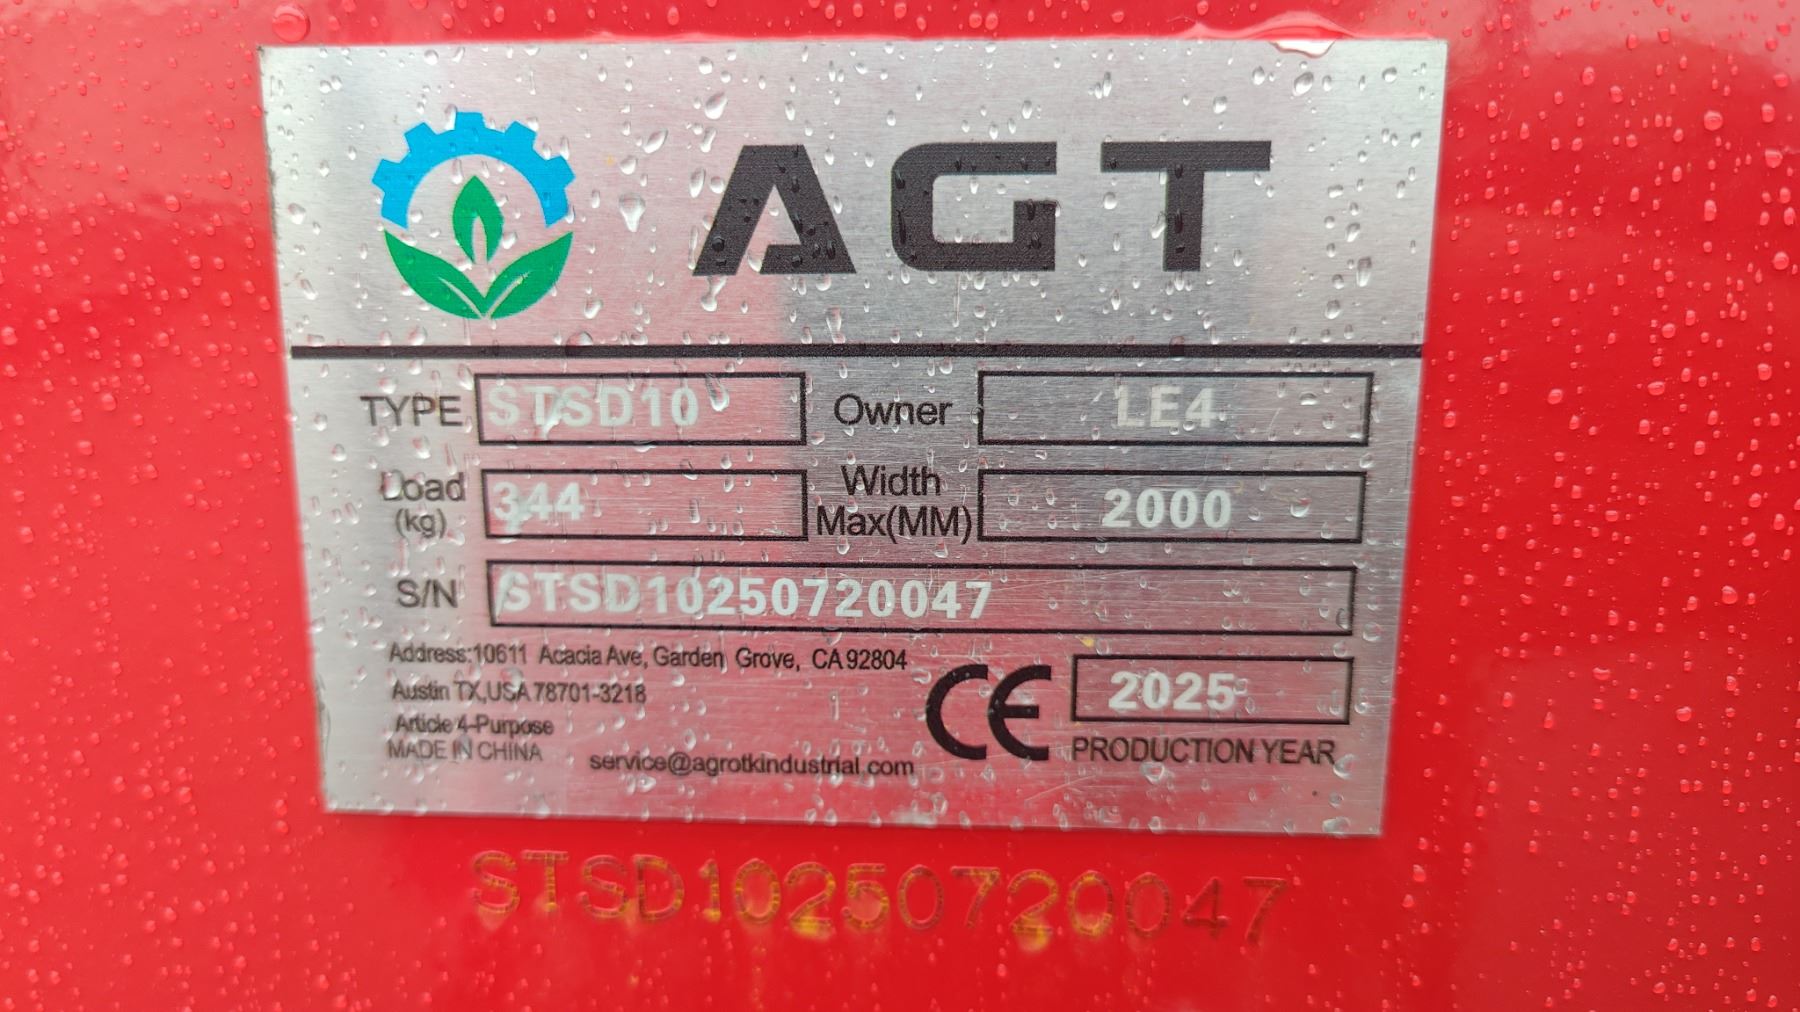 AGT
TYPE STSD10 Owner LE4
Load (kg) 344 Width Max(MM) 2000
S/N STSD10250720047
Address:10611 Acacia Ave, Garden Grove, CA 92804
Austin TX,USA 78701-3218
Article 4-Purpose
MADE IN CHINA
service@agrotkindustrial.com
CE
2025
PRODUCTION YEAR
STSD10250720047